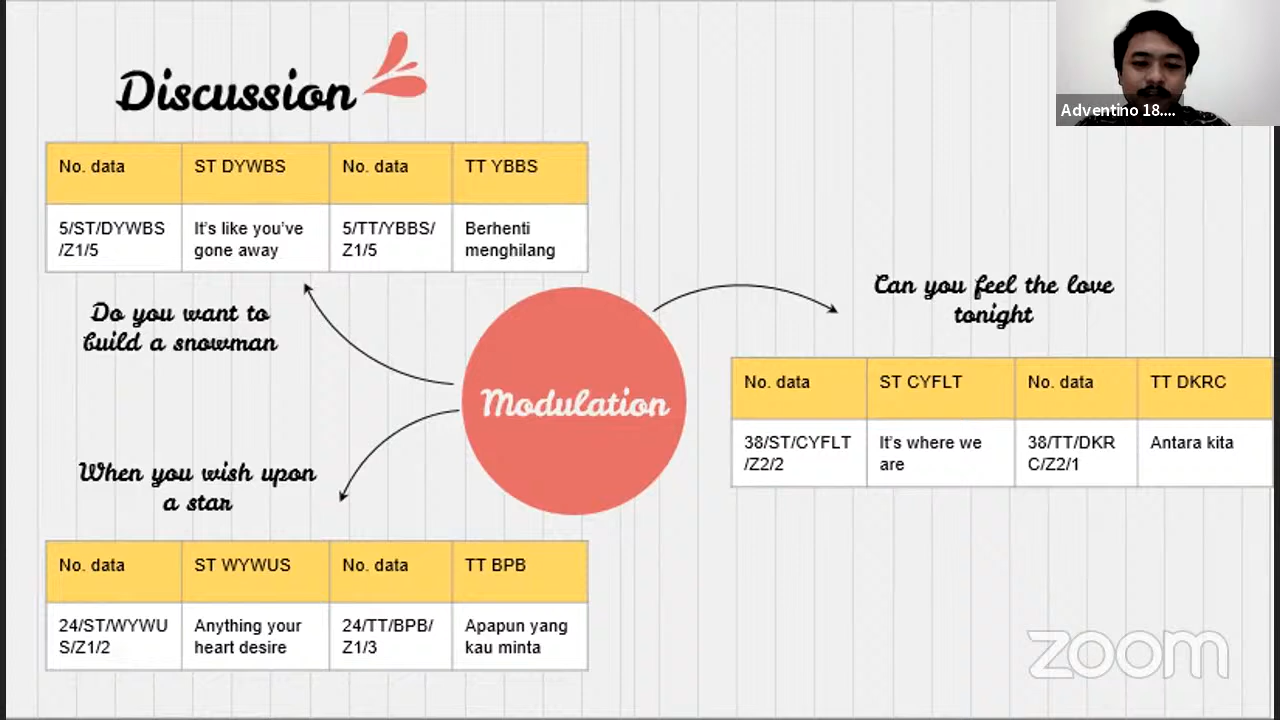 Discussion
Adventino 18....
No. data
ST DYWBS
No. data
TT YBBS
5/ST/DYWBS
/Z1/5
It's like you've
gone away
5/TT/YBBS/
Z1/5
Berhenti
menghilang
Do you want to
build a snowman
Modulation
Can you feel the love
tonight
No. data
ST CYFLT
No. data
TT DKRC
38/ST/CYFLT
/Z2/2
It's where we
are
38/TT/DKR
C/Z2/1
Antara kita
When you wish upon
a star
No. data
ST WYWUS
No. data
TT BPB
24/ST/WYWU
S/Z1/2
Anything your
heart desire
24/TT/BPB/
Z1/3
Apapun yang
kau minta
zoom